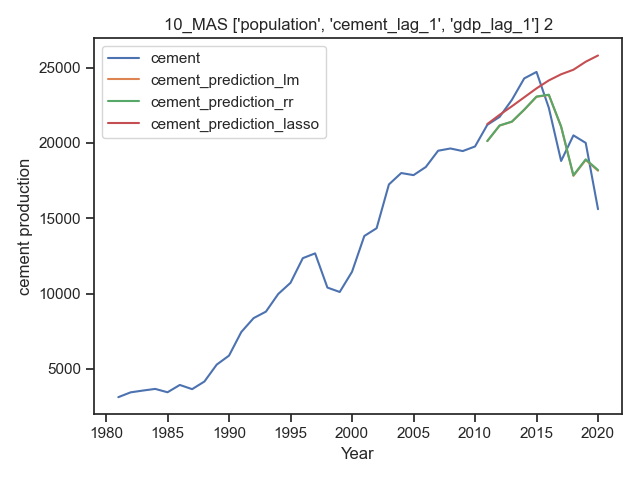 10_MAS ['population', 'cement_lag_1', 'gdp_lag_1'] 2
cement
cement_prediction_lm
cement_prediction_rr
cement_prediction_lasso
25000
20000
15000
10000
5000
cement production
1980 1985 1990 1995 2000 2005 2010 2015 2020
Year